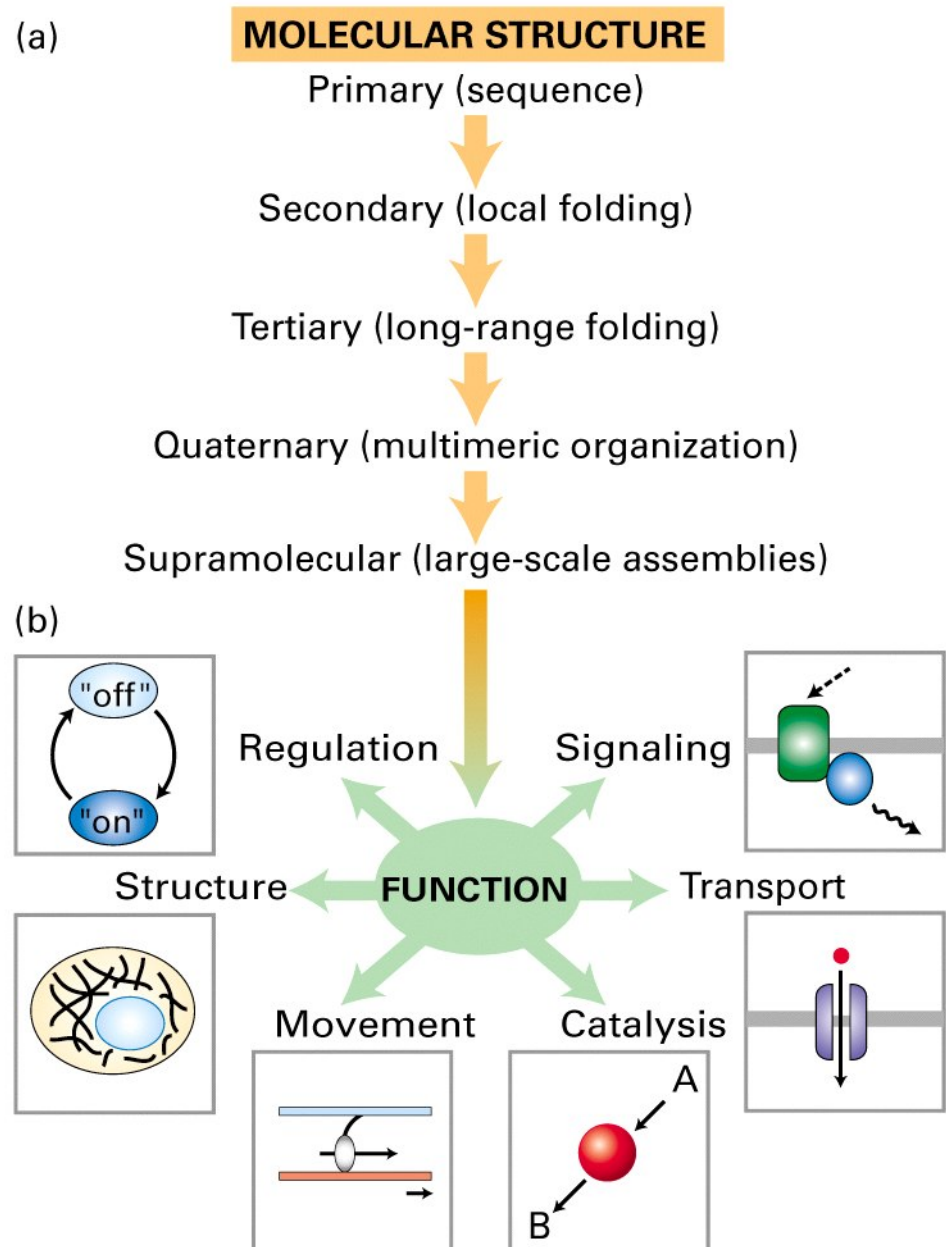 (a)
MOLECULAR STRUCTURE
Primary (sequence)
Secondary (local folding)
Tertiary (long-range folding)
Quaternary (multimeric organization)
Supramolecular (large-scale assemblies)
(b)
"off"
"on"
Regulation
Signaling
Structure
FUNCTION
Transport
Movement
Catalysis
A
B